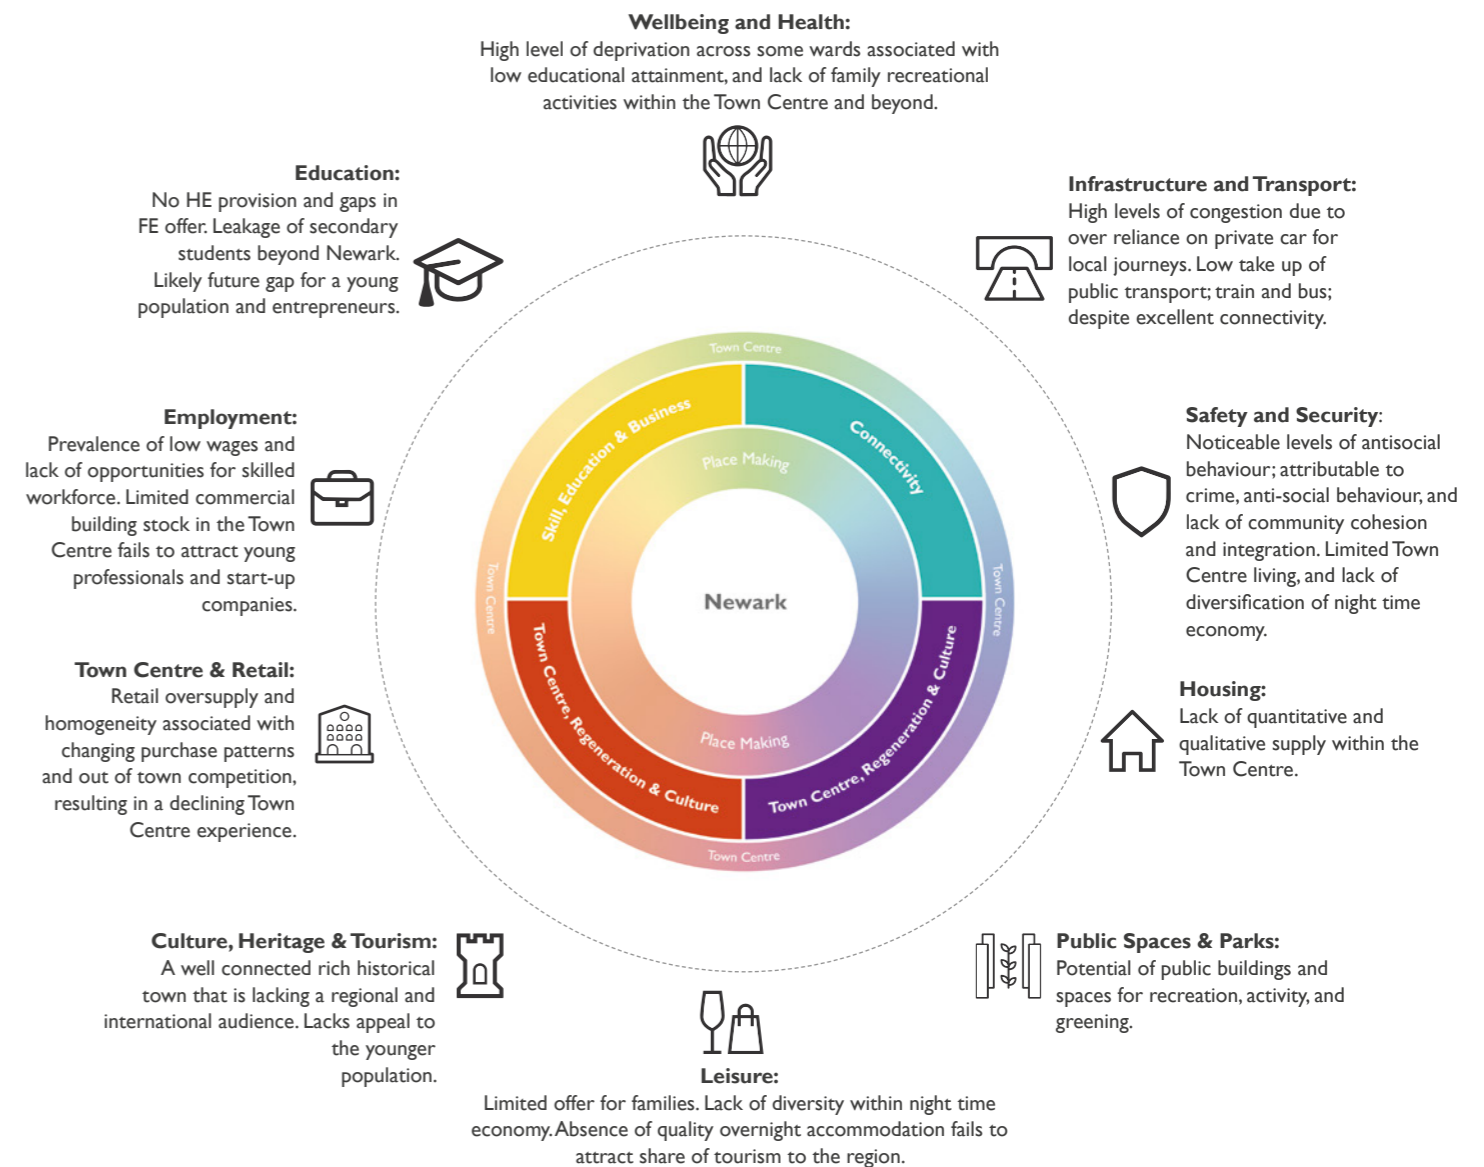 Wellbeing and Health:
High level of deprivation across some wards associated with
low educational attainment, and lack of family recreational
activities within the Town Centre and beyond.
Education:
No HE provision and gaps in
FE offer. Leakage of secondary
students beyond Newark.
Likely future gap for a young
population and entrepreneurs.
Infrastructure and Transport:
High levels of congestion due to
over reliance on private car for
local journeys. Low take up of
public transport; train and bus;
despite excellent connectivity.
Employment:
Prevalence of low wages and
lack of opportunities for skilled
workforce. Limited commercial
building stock in the Town
Centre fails to attract young
professionals and start-up
companies.
Safety and Security:
Noticeable levels of antisocial
behaviour; attributable to
crime, anti-social behaviour, and
lack of community cohesion
and integration. Limited Town
Centre living, and lack of
diversification of night time
economy.
Town Centre
Skill, Education & Business
Connectivity
Place Making
Town Centre
Newark
Town Centre
Town Centre, Regeneration & Culture
Town Centre, Regeneration & Culture
Place Making
Town Centre
Town Centre & Retail:
Retail oversupply and
homogeneity associated with
changing purchase patterns
and out of town competition,
resulting in a declining Town
Centre experience.
Housing:
Lack of quantitative and
qualitative supply within the
Town Centre.
Culture, Heritage & Tourism:
A well connected rich historical
town that is lacking a regional and
international audience. Lacks appeal to
the younger
population.
Public Spaces & Parks:
Potential of public buildings and
spaces for recreation, activity, and
greening.
Leisure:
Limited offer for families. Lack of diversity within night time
economy. Absence of quality overnight accommodation fails to
attract share of tourism to the region.